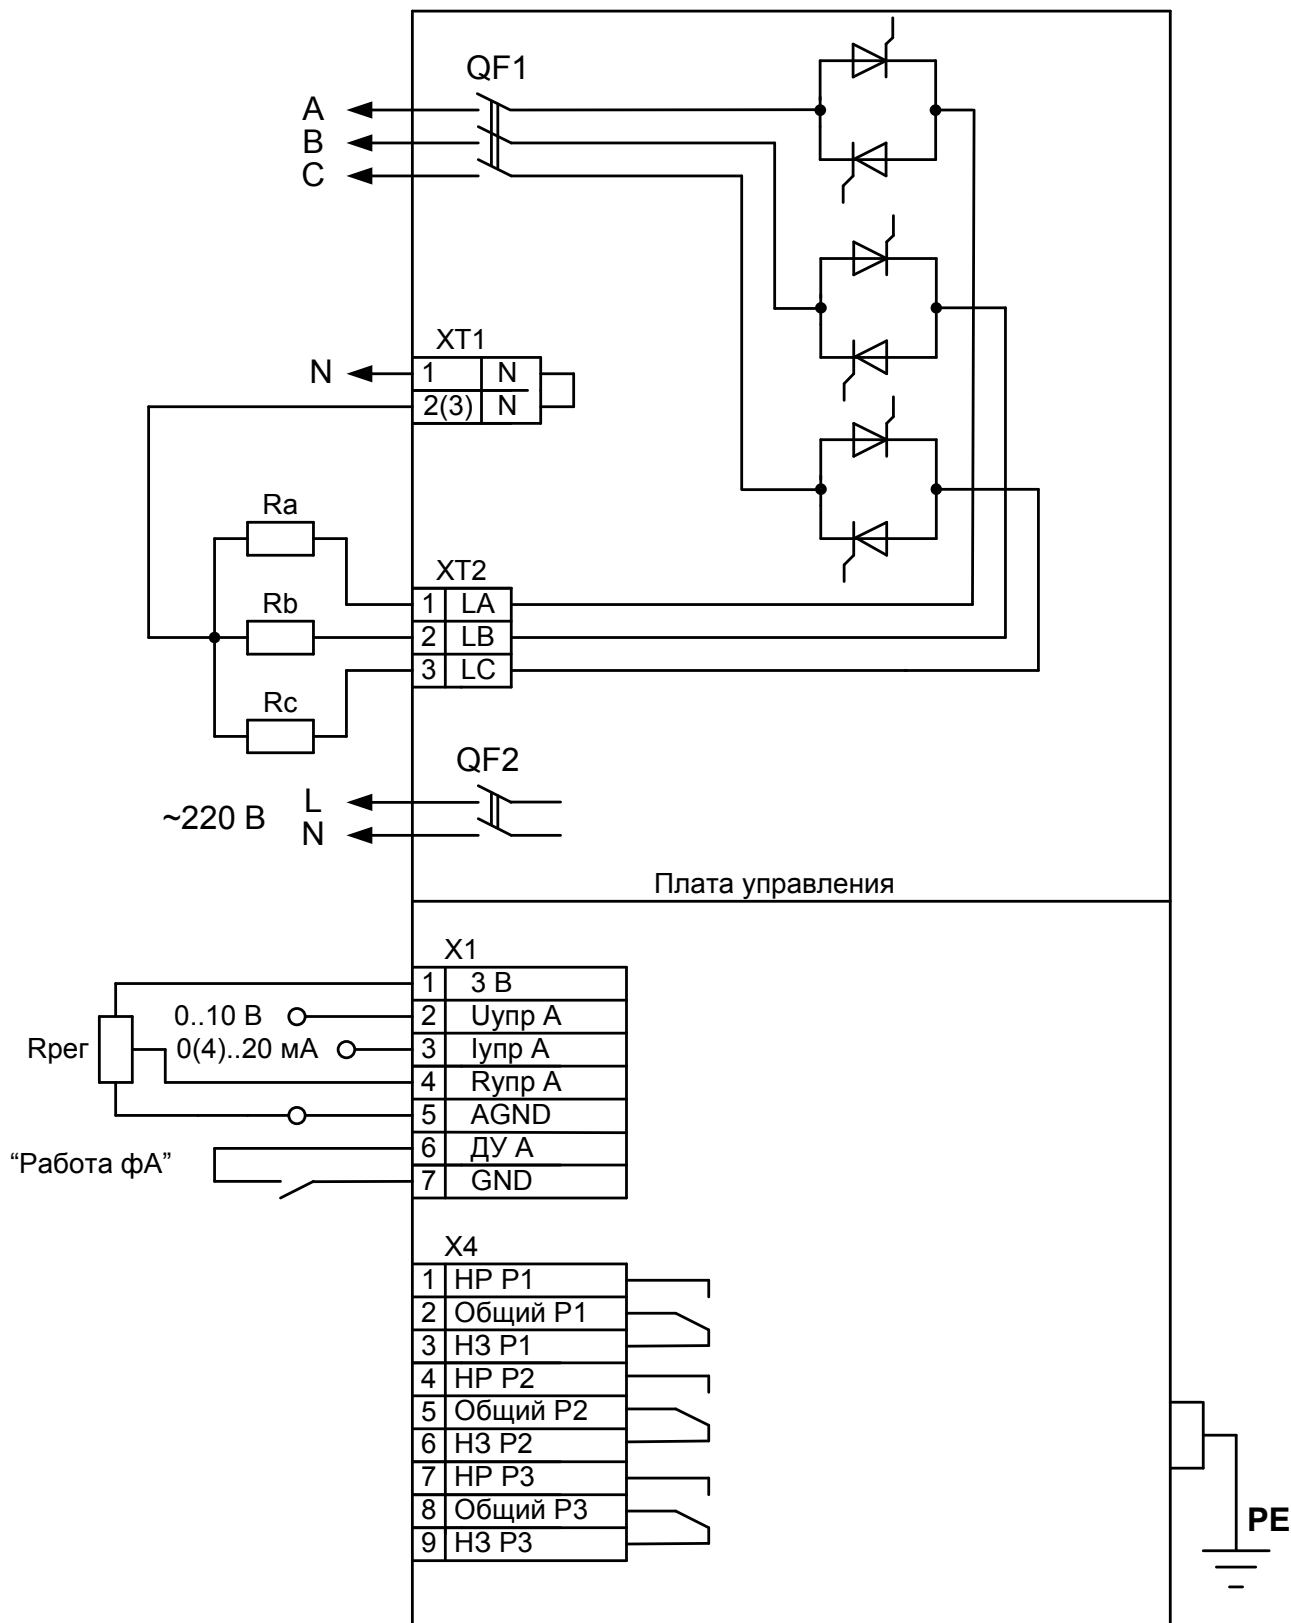 QF1
A
B
C
XT1
N
1 N
2(3) N
Ra
XT2
1 LA
Rb
2 LB
3 LC
Rc
QF2
~220 В
L
N
Плата управления
X1
1 3 В
0..10 В
2 Uупр А
Rрег
0(4)..20 мА
3 Iупр А
4 Rупр А
5 AGND
“Работа фА”
6 ДУ А
7 GND
X4
1 НР Р1
2 Общий Р1
3 НЗ Р1
4 НР Р2
5 Общий Р2
6 НЗ Р2
7 НР Р3
8 Общий Р3
9 НЗ Р3
PE